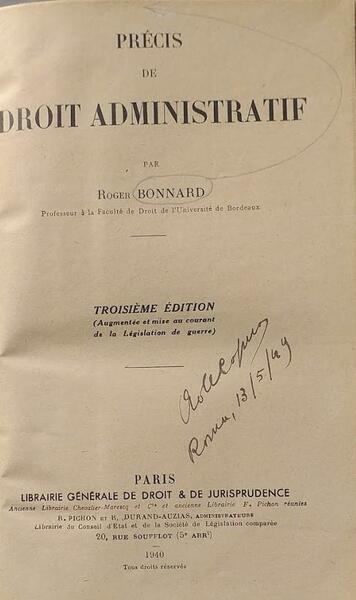 PRÉCIS
DE
DROIT ADMINISTRATIF
PAR
ROGER BONNARD
Professeur à la Faculté de Droit de l'Université de Bordeaux
TROISIÈME ÉDITION
(Augmentée et mise au courant
de la Législation de guerre)
Roma, 13/5/49
PARIS
LIBRAIRIE GÉNÉRALE DE DROIT & DE JURISPRUDENCE
Ancienne Librairie Chevalier-Marescq et Cie et ancienne Librairie F. Pichon réunies
R. PICHON ET R. DURAND-AUZIAS, ADMINISTRATEURS
Librairie du Conseil d'Etat et de la Société de Législation comparée
20, RUE SOUFFLOT (5e ARRt)
1940
Tous droits réservés